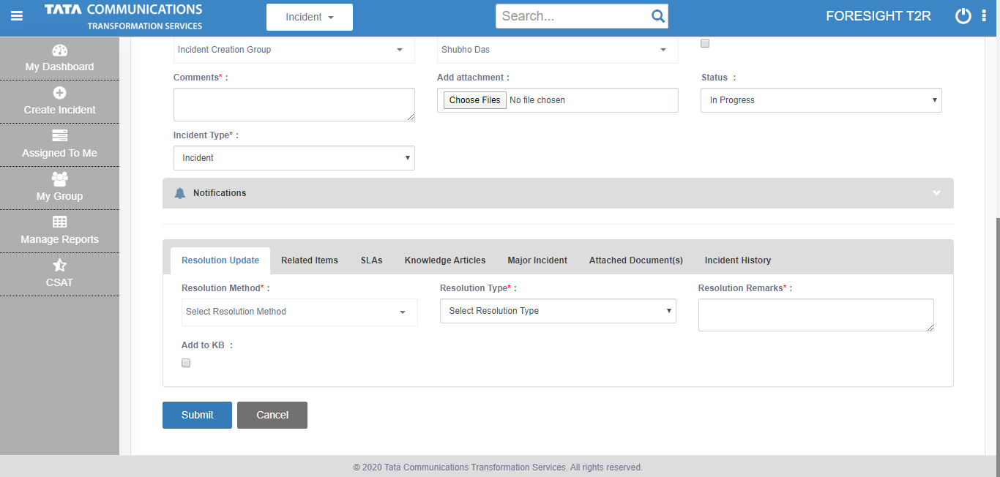 TATA COMMUNICATIONS
TRANSFORMATION SERVICES
Incident
Search...
FORESIGHT T2R
My Dashboard
Create Incident
Assigned To Me
My Group
Manage Reports
CSAT
Incident Creation Group
Shubho Das
Comments* :
Add attachment :
Status :
Choose Files No file chosen
In Progress
Incident Type* :
Incident
Notifications
Resolution Update Related Items SLAs Knowledge Articles Major Incident Attached Document(s) Incident History
Resolution Method* :
Resolution Type* :
Resolution Remarks* :
Select Resolution Method
Select Resolution Type
Add to KB :
Submit
Cancel
© 2020 Tata Communications Transformation Services. All rights reserved.